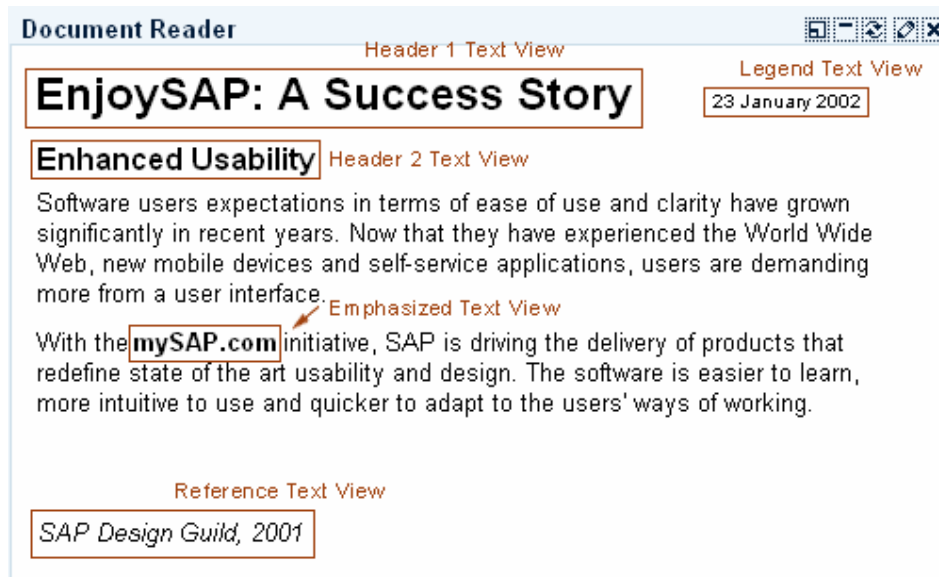 Document Reader
Header 1 Text View
Legend Text View
EnjoySAP: A Success Story
23 January 2002
Enhanced Usability
Header 2 Text View
Software users expectations in terms of ease of use and clarity have grown
significantly in recent years. Now that they have experienced the World Wide
Web, new mobile devices and self-service applications, users are demanding
more from a user interface.
Emphasized Text View
With the mySAP.com initiative, SAP is driving the delivery of products that
redefine state of the art usability and design. The software is easier to learn,
more intuitive to use and quicker to adapt to the users' ways of working.
Reference Text View
SAP Design Guild, 2001